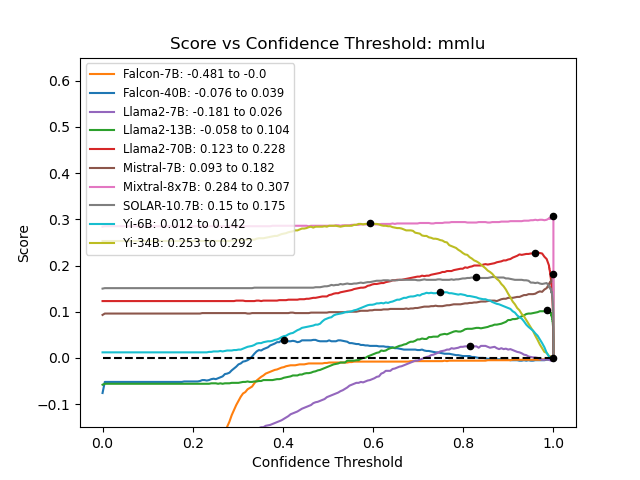 Score vs Confidence Threshold: mmlu
Falcon-7B: -0.481 to -0.0
Falcon-40B: -0.076 to 0.039
Llama2-7B: -0.181 to 0.026
Llama2-13B: -0.058 to 0.104
Llama2-70B: 0.123 to 0.228
Mistral-7B: 0.093 to 0.182
Mixtral-8x7B: 0.284 to 0.307
SOLAR-10.7B: 0.15 to 0.175
Yi-6B: 0.012 to 0.142
Yi-34B: 0.253 to 0.292
Score
0.6
0.5
0.4
0.3
0.2
0.1
0.0
−0.1
0.0 0.2 0.4 0.6 0.8 1.0
Confidence Threshold